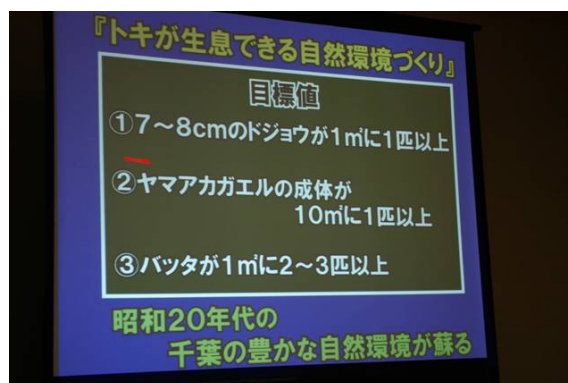 『トキが生息できる自然環境づくり』
目標値
①7～8cmのドジョウが1㎡に1匹以上
②ヤマアカガエルの成体が
10㎡に1匹以上
③バッタが1㎡に2～3匹以上
昭和20年代の
千葉の豊かな自然環境が蘇る